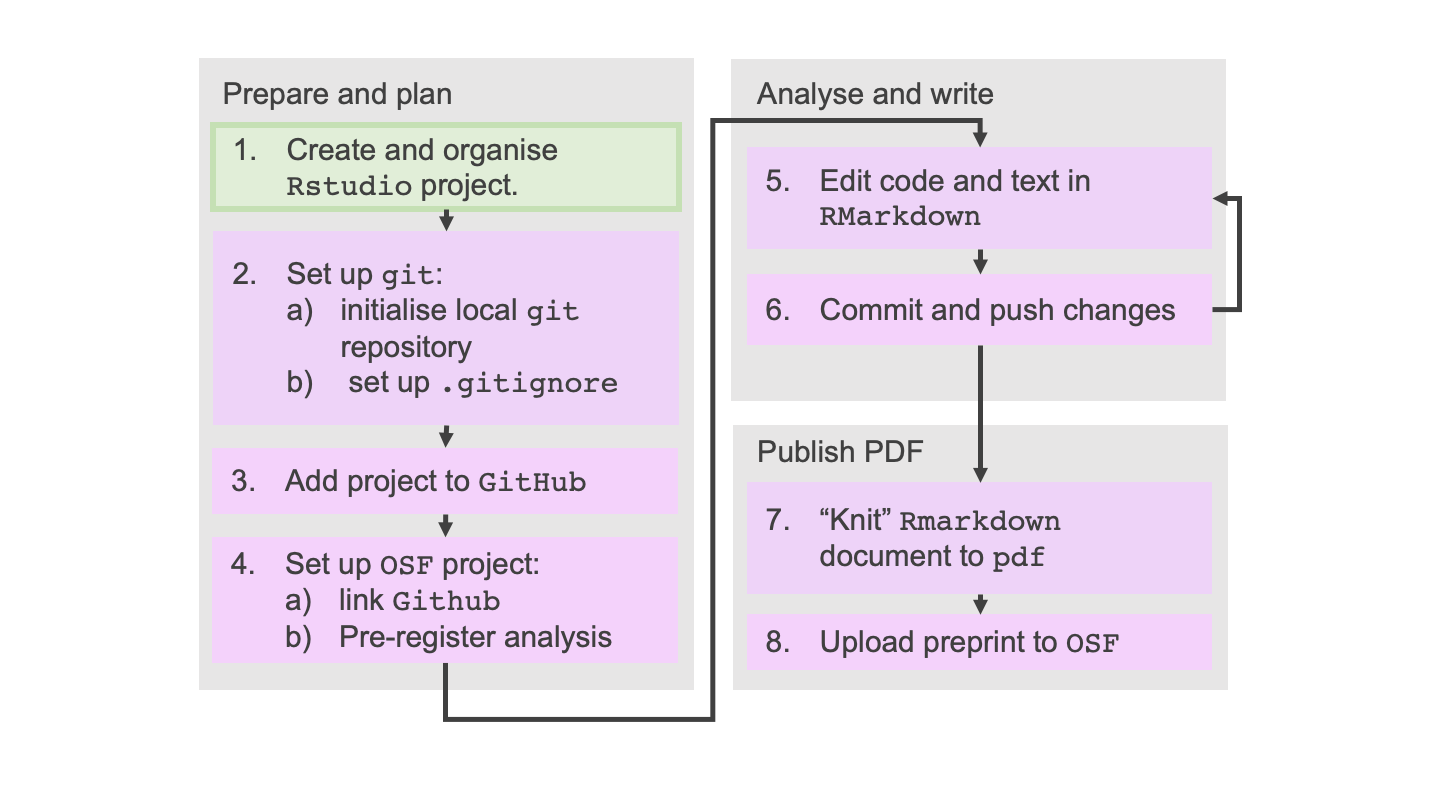 Prepare and plan
1. Create and organise
Rstudio project.
2. Set up git:
a) initialise local git
repository
b) set up .gitignore
3. Add project to GitHub
4. Set up OSF project:
a) link Github
b) Pre-register analysis
Analyse and write
5. Edit code and text in
RMarkdown
6. Commit and push changes
Publish PDF
7. “Knit” Rmarkdown
document to pdf
8. Upload preprint to OSF